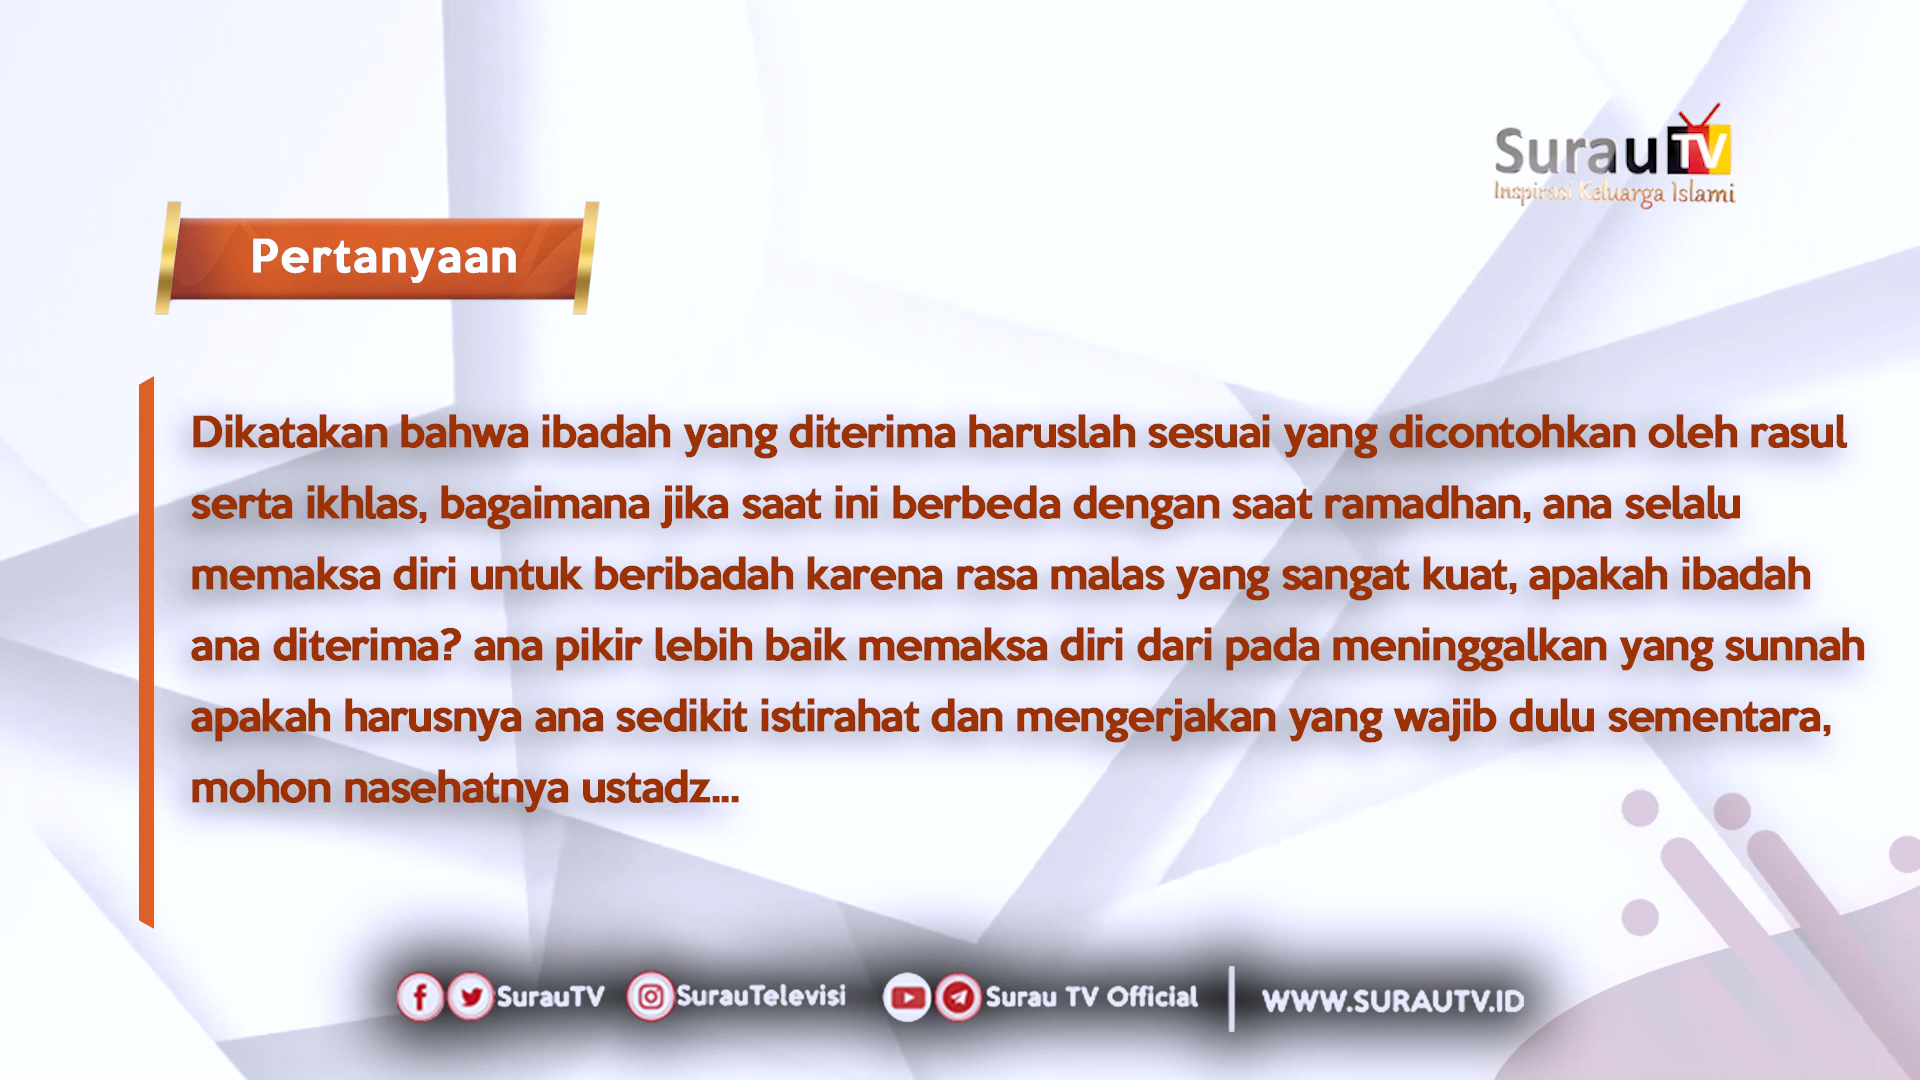 SurauTV
Inspirasi Keluarga Islami
Pertanyaan
Dikatakan bahwa ibadah yang diterima haruslah sesuai yang dicontohkan oleh rasul
serta ikhlas, bagaimana jika saat ini berbeda dengan saat ramadhan, ana selalu
memaksa diri untuk beribadah karena rasa malas yang sangat kuat, apakah ibadah
ana diterima? ana pikir lebih baik memaksa diri dari pada meninggalkan yang sunnah
apakah harusnya ana sedikit istirahat dan mengerjakan yang wajib dulu sementara,
mohon nasehatnya ustadz...
SurauTV SurauTelevisi Surau TV Official WWW.SURAUTV.ID